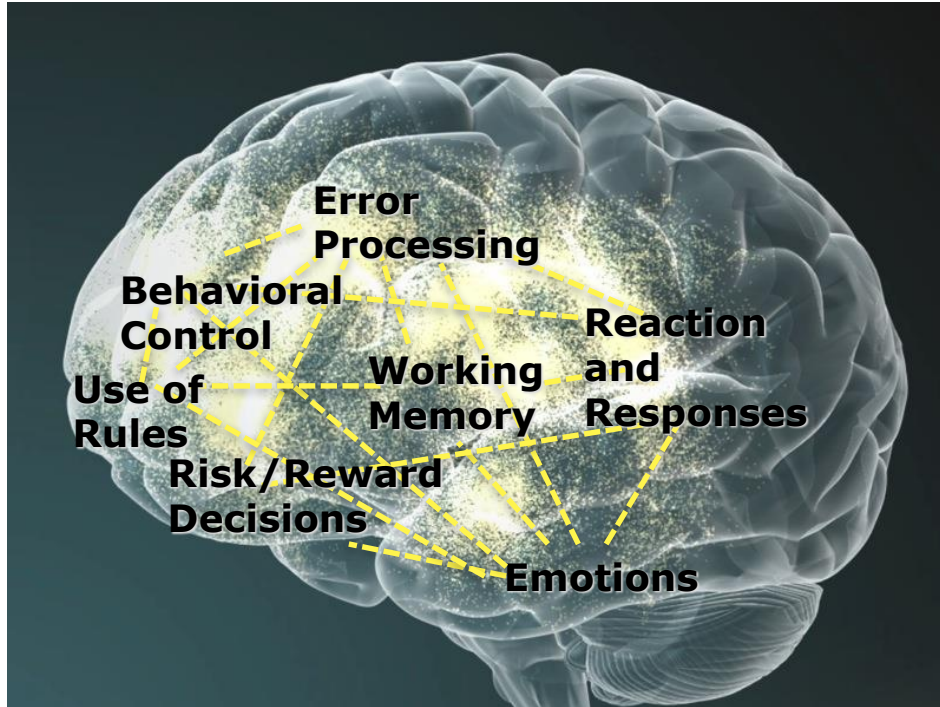 Error
Processing
Behavioral
Control
Reaction
and
Responses
Working
Memory
Use of
Rules
Risk/Reward
Decisions
Emotions